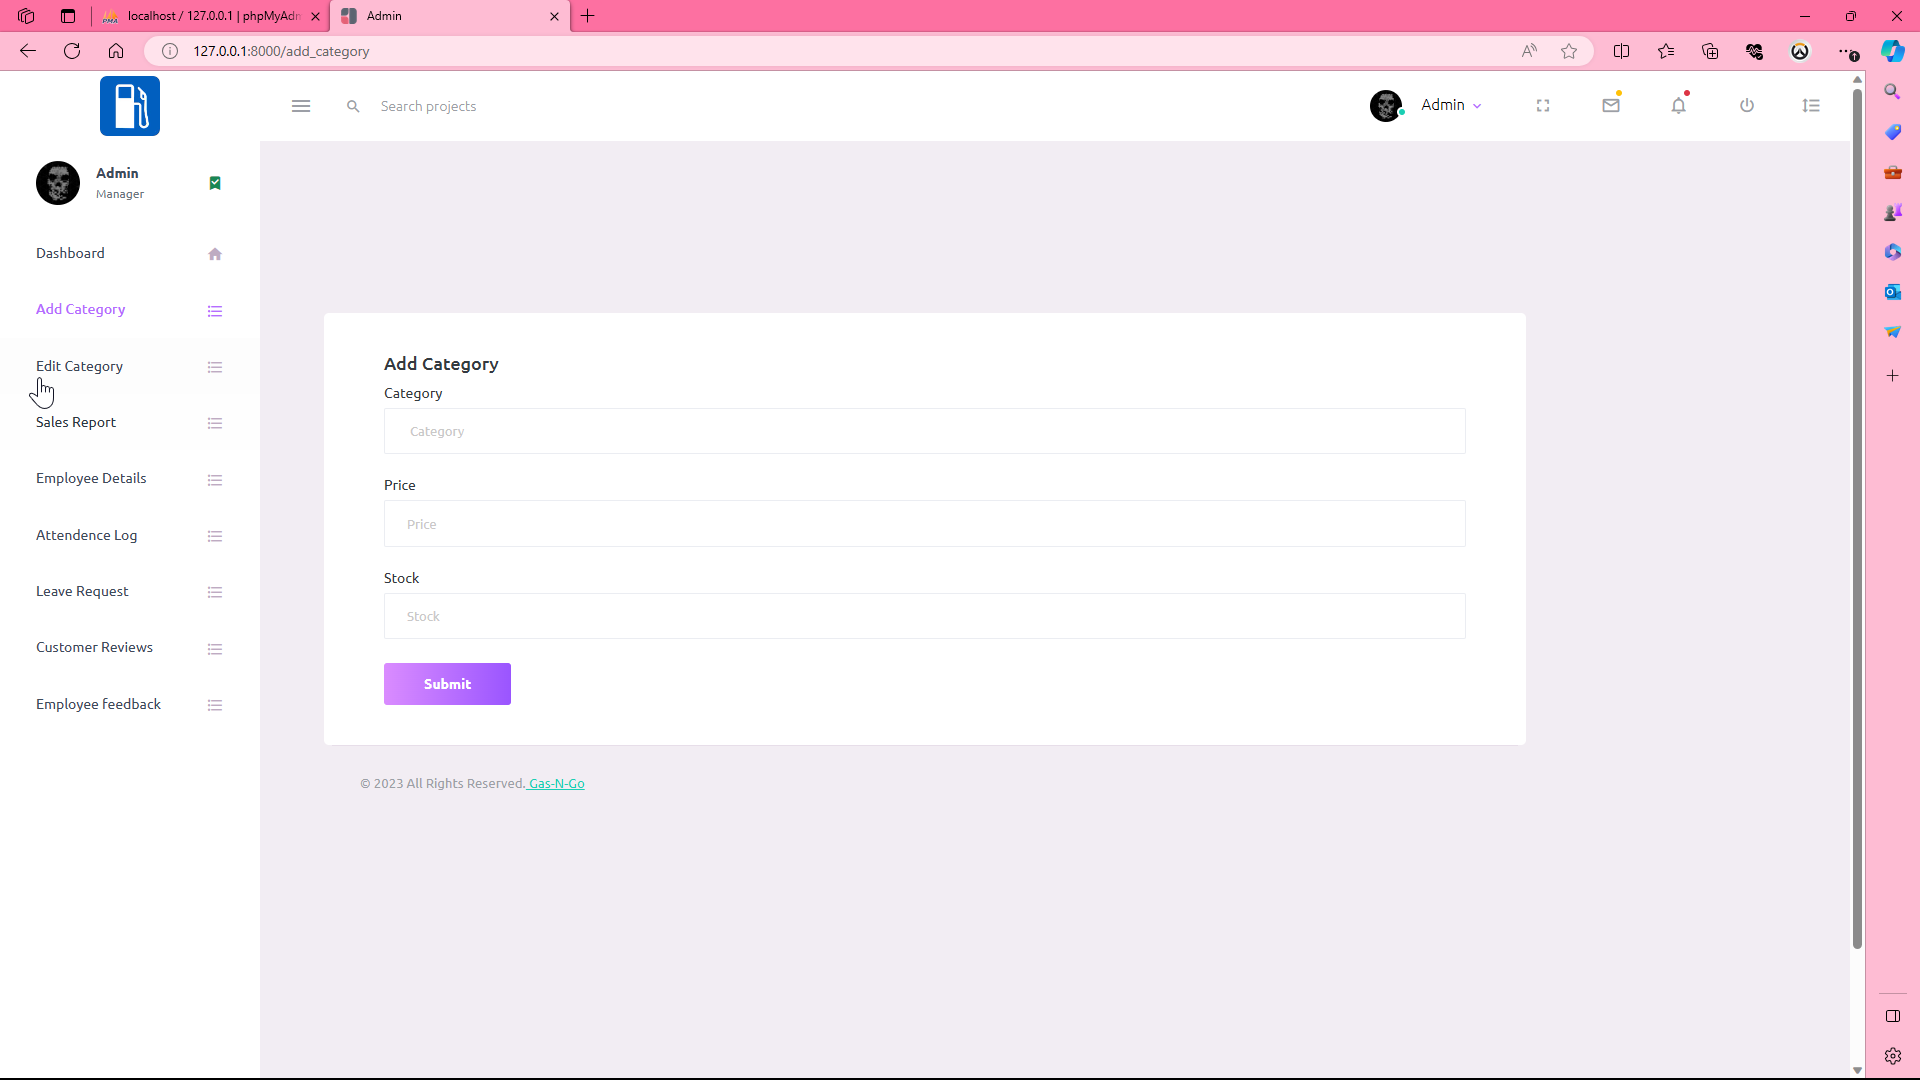 localhost / 127.0.0.1 | phpMyAdm
Admin
127.0.0.1:8000/add_category
Search projects
Admin
Admin
Manager
Dashboard
Add Category
Edit Category
Sales Report
Employee Details
Attendence Log
Leave Request
Customer Reviews
Employee feedback
Add Category
Category
Category
Price
Price
Stock
Stock
Submit
© 2023 All Rights Reserved. Gas-N-Go